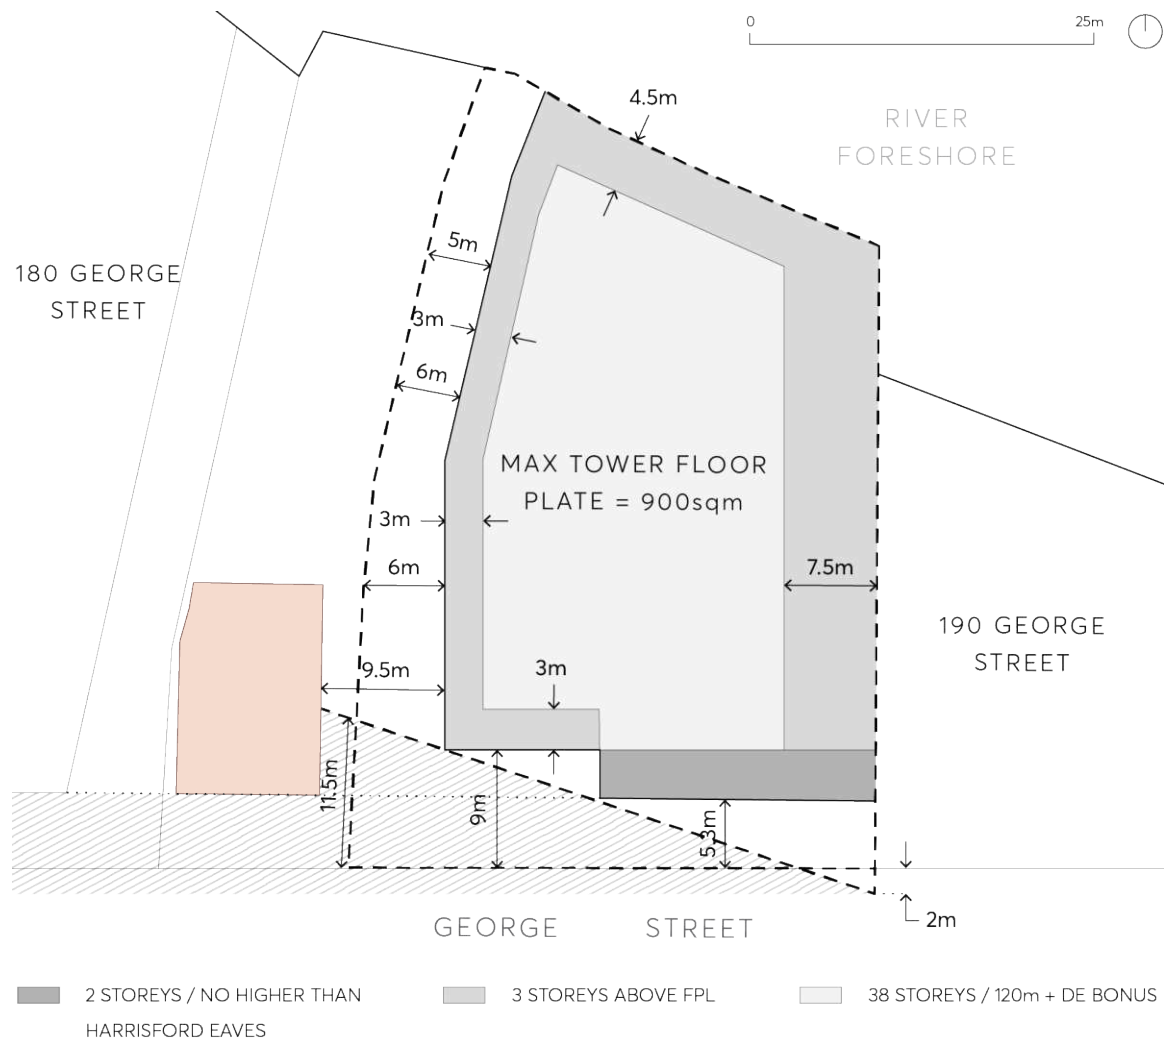 0 25m
4.5m
RIVER
FORESHORE
5m
180 GEORGE
STREET
3m
6m
MAX TOWER FLOOR
PLATE = 900sqm
3m
6m
7.5m
190 GEORGE
STREET
9.5m
3m
11.5m
9m
5.3m
2m
GEORGE STREET
2 STOREYS / NO HIGHER THAN
HARRISFORD EAVES
3 STOREYS ABOVE FPL
38 STOREYS / 120m + DE BONUS